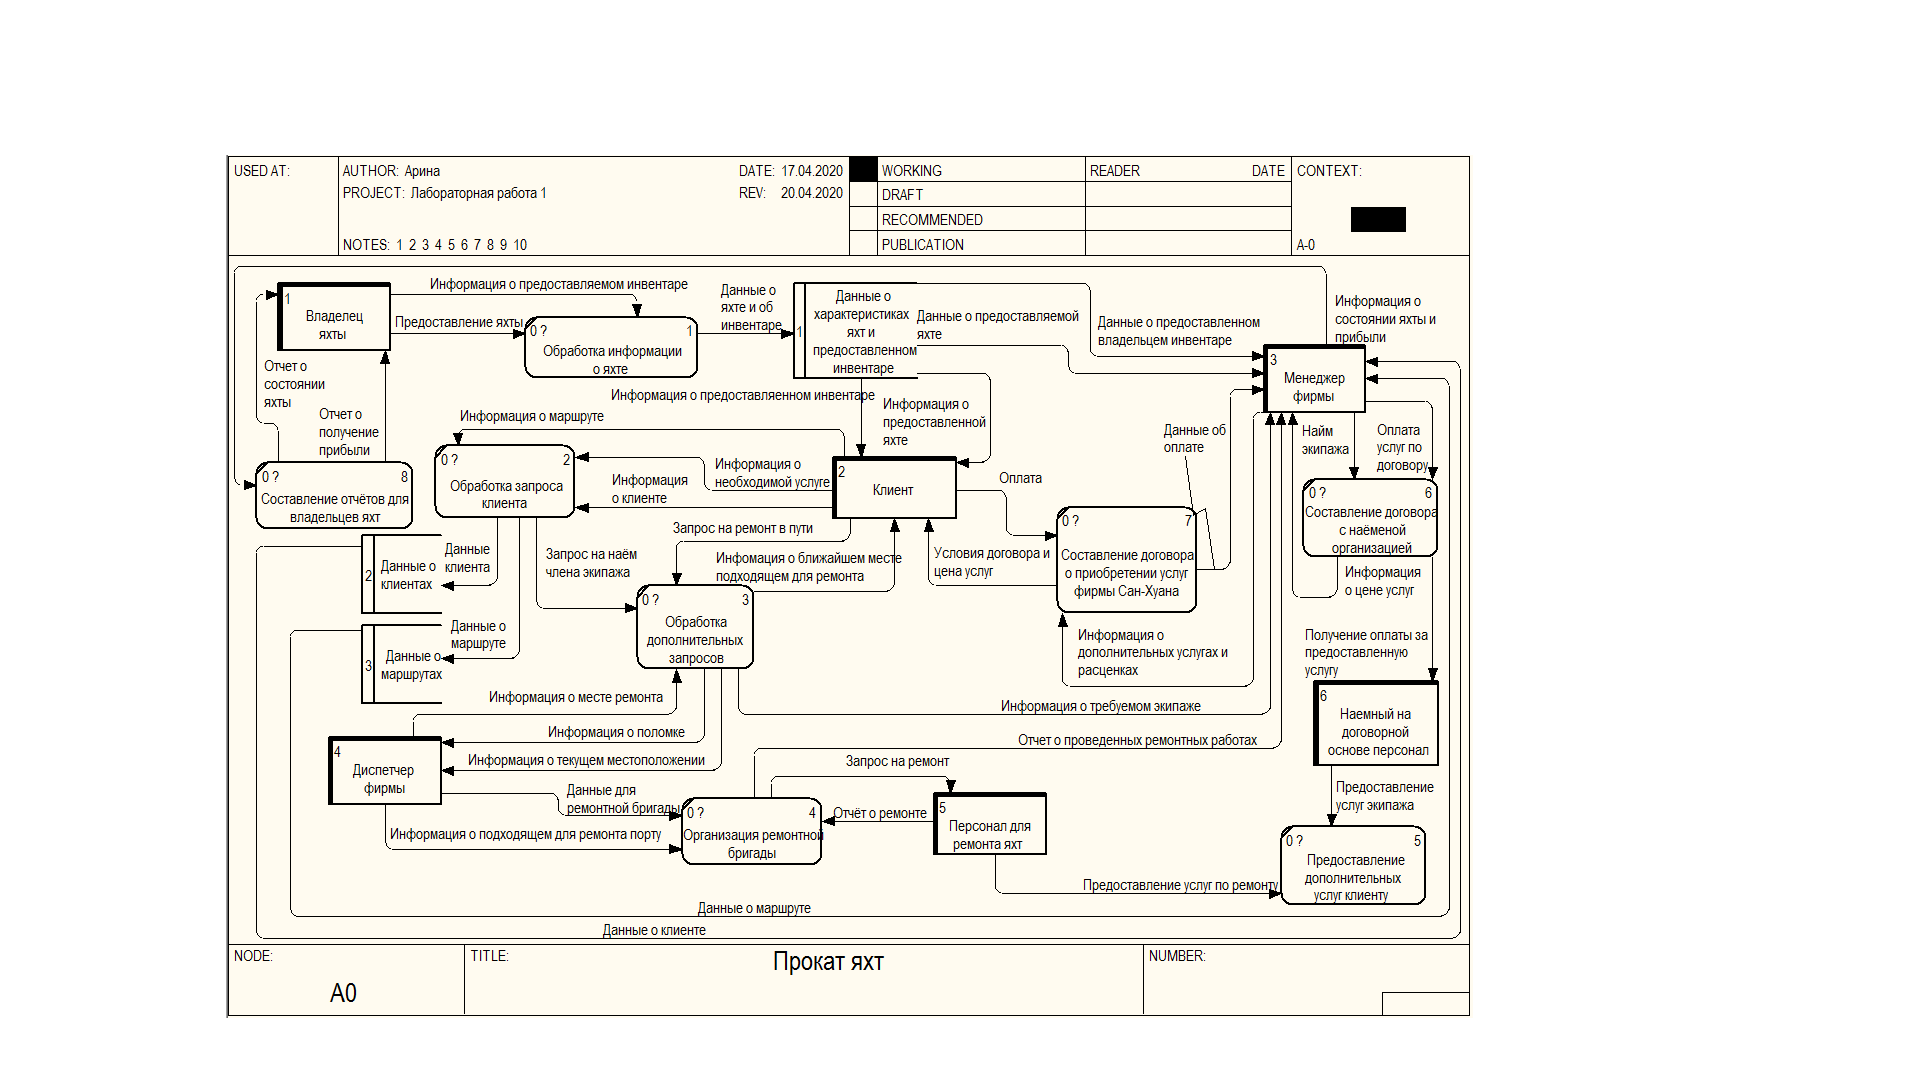 USED AT:
AUTHOR: Арина
DATE: 17.04.2020
PROJECT: Лабораторная работа 1
REV: 20.04.2020
NOTES: 1 2 3 4 5 6 7 8 9 10
WORKING
DRAFT
RECOMMENDED
PUBLICATION
READER
DATE
CONTEXT:
A-0
1
Владелец
яхты
Информация о предоставляемом инвентаре
Предоставление яхты
0 ?
1
Обработка информации
о яхте
Данные о
яхте и об
инвентаре
1
Данные о
характеристиках
яхт и
предоставленном
инвентаре
Данные о предоставляемой
яхте
Данные о предоставленном
владельцем инвентаре
Информация о
состоянии яхты и
прибыли
3
Менеджер
фирмы
Отчет о
состоянии
яхты
Отчет о
получение
прибыли
Информация о предоставленном инвентаре
Информация о
предоставленной
яхте
Информация о маршруте
0 ?
8
Составление отчётов для
владельцев яхт
0 ?
2
Обработка запроса
клиента
Информация о
необходимой услуге
Информация
о клиенте
2
Клиент
Оплата
Данные об
оплате
Найм
экипажа
Оплата
услуг по
договору
0 ?
6
Составление договора
с наёменой
организацией
0 ?
7
Составление договора
о приобретении услуг
фирмы Сан-Хуана
Запрос на ремонт в пути
Инфомация о ближайшем месте
подходящем для ремонта
Условия договора и
цена услуг
Информация
о цене услуг
2
Данные о
клиентах
Данные
клиента
Запрос на наём
члена экипажа
0 ?
3
Обработка
дополнительных
запросов
3
Данные о
маршрутах
Данные о
маршруте
Информация о
дополнительных услугах и
расценках
Получение оплаты за
предоставленную
услугу
Информация о месте ремонта
Информация о требуемом экипаже
Информация о поломке
Отчет о проведенных ремонтных работах
6
Наемный на
договорной
основе персонал
4
Диспетчер
фирмы
Информация о текущем местоположении
Запрос на ремонт
Данные для
ремонтной бригады
Информация о подходящем для ремонта порту
0 ?
4
Организация ремонтной
бригады
Отчёт о ремонте
5
Персонал для
ремонта яхт
Предоставление
услуг экипажа
0 ?
5
Предоставление
дополнительных
услуг клиенту
Предоставление услуг по ремонту
Данные о маршруте
Данные о клиенте
NODE:
A0
TITLE:
Прокат яхт
NUMBER: